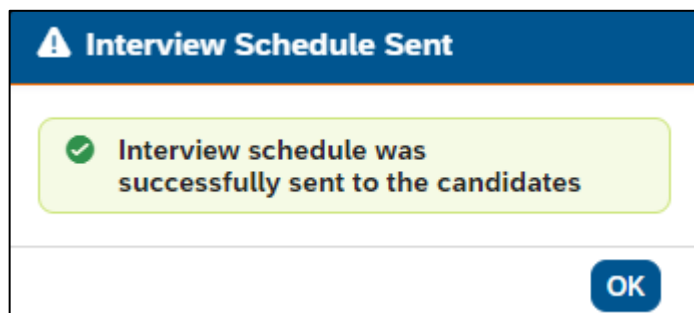 Interview Schedule Sent
Interview schedule was
successfully sent to the candidates
OK